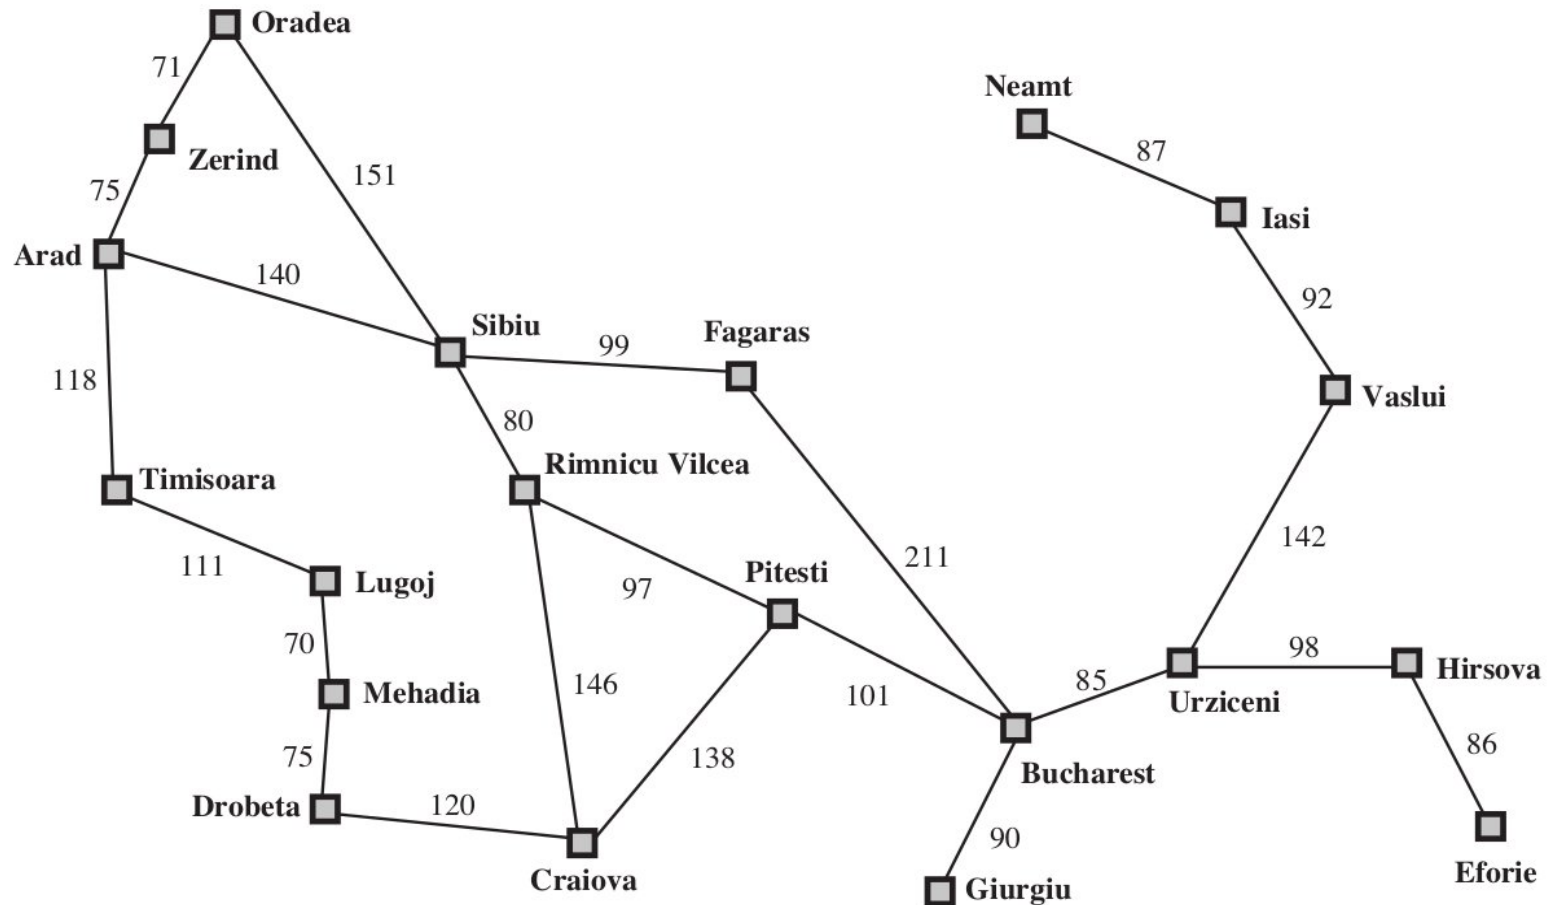 Oradea
71
Neamt
87
Zerind
151
75
Iasi
Arad
140
92
Sibiu
Fagaras
99
118
Vaslui
80
Rimnicu Vilcea
Timisoara
142
211
111
Pitesti
Lugoj
97
70
98
Hirsova
146
85
Mehadia
101
Urziceni
86
75
138
Bucharest
Drobeta
120
90
Eforie
Craiova
Giurgiu